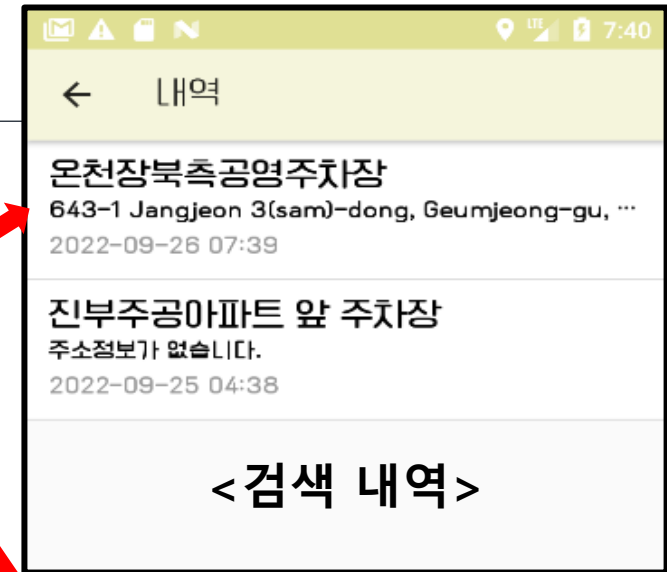 LTE 7:40
← 내역
온천장북측공영주차장
643-1 Jangjeon 3(sam)-dong, Geumjeong-gu, ···
2022-09-26 07:39
진부주공아파트 앞 주차장
주소정보가 없습니다.
2022-09-25 04:38
<검색 내역>